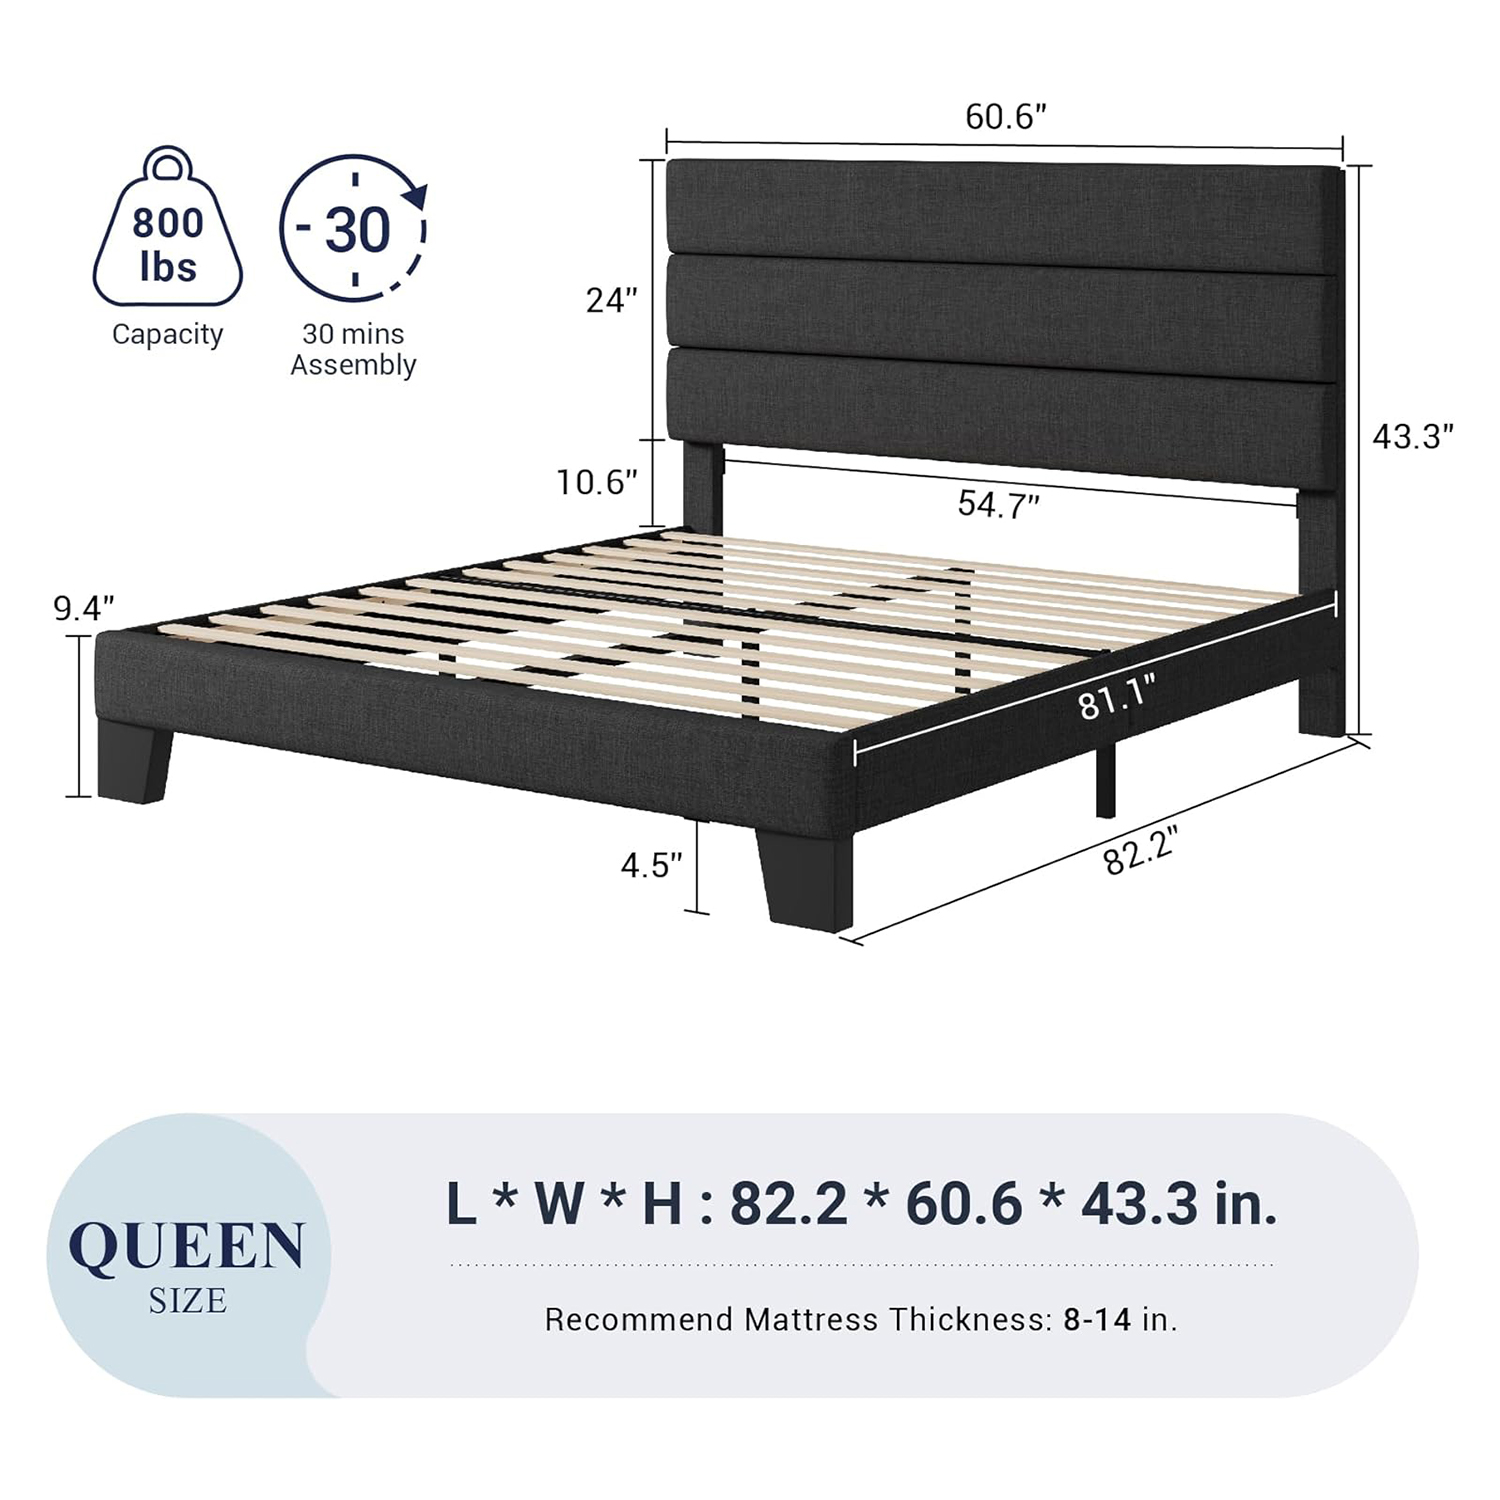 60.6"
800
lbs
Capacity
- 30
30 mins
Assembly
24"
43.3"
10.6"
54.7"
9.4"
81.1"
4.5"
82.2"
QUEEN
SIZE
L * W * H : 82.2 * 60.6 * 43.3 in.
Recommend Mattress Thickness: 8-14 in.